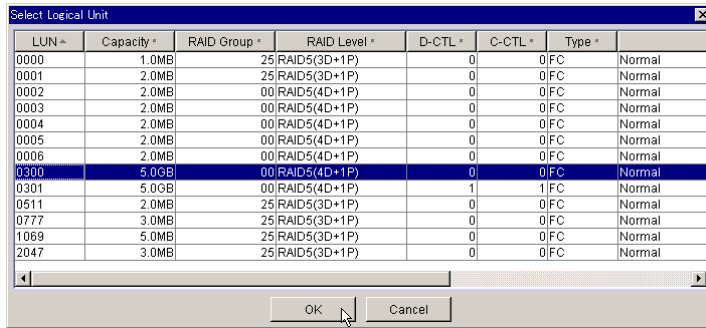 Select Logical Unit
LUN Capacity RAID Group RAID Level D-CTL C-CTL Type
0000 1.0MB 25 RAID5(3D+1P) 0 0 FC Normal
0001 2.0MB 25 RAID5(3D+1P) 0 0 FC Normal
0002 2.0MB 00 RAID5(4D+1P) 0 0 FC Normal
0003 2.0MB 00 RAID5(4D+1P) 0 0 FC Normal
0004 2.0MB 00 RAID5(4D+1P) 0 0 FC Normal
0005 2.0MB 00 RAID5(4D+1P) 0 0 FC Normal
0006 2.0MB 00 RAID5(4D+1P) 0 0 FC Normal
0300 5.0GB 00 RAID5(4D+1P) 0 0 FC Normal
0301 5.0GB 00 RAID5(4D+1P) 1 1 FC Normal
0511 2.0MB 25 RAID5(3D+1P) 0 0 FC Normal
0777 3.0MB 25 RAID5(3D+1P) 0 0 FC Normal
1069 5.0MB 25 RAID5(3D+1P) 0 0 FC Normal
2047 3.0MB 25 RAID5(3D+1P) 0 0 FC Normal
OK Cancel